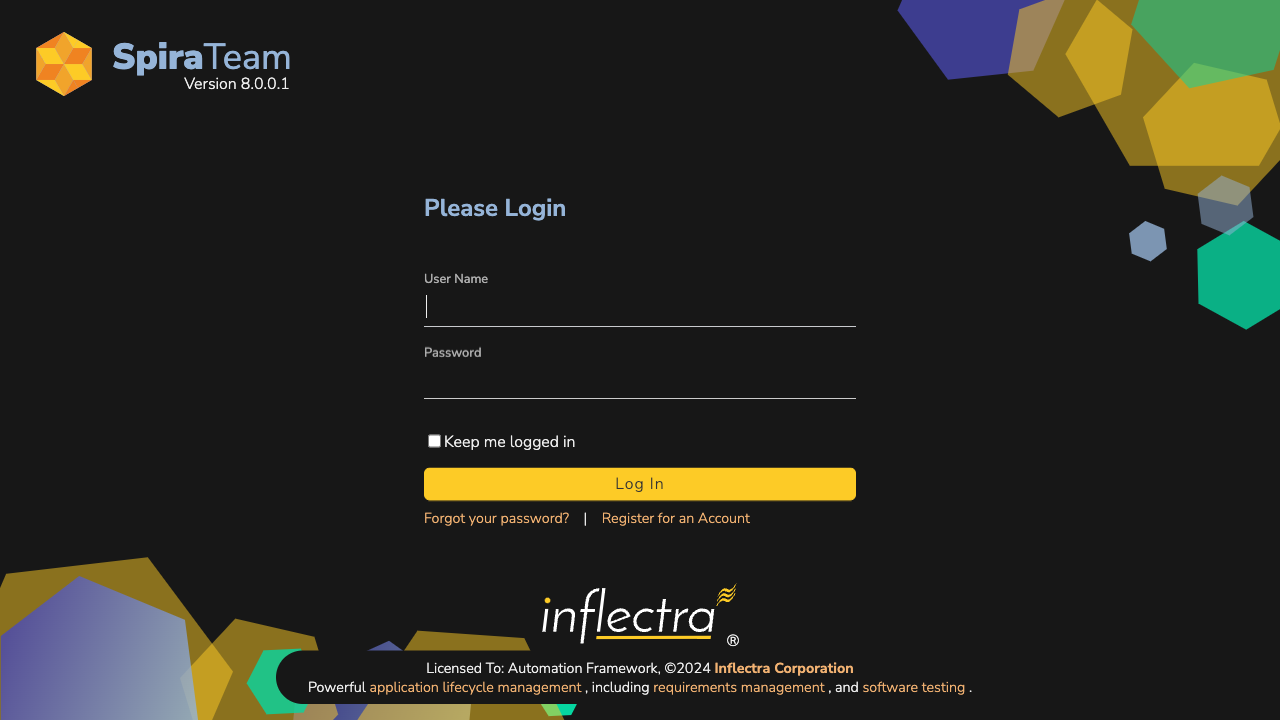 SpiraTeam
Version 8.0.0.1
Please Login
User Name
Password
Keep me logged in
Log In
Forgot your password? | Register for an Account
inflectra®
Licensed To: Automation Framework, ©2024 Inflectra Corporation
Powerful application lifecycle management , including requirements management , and software testing .